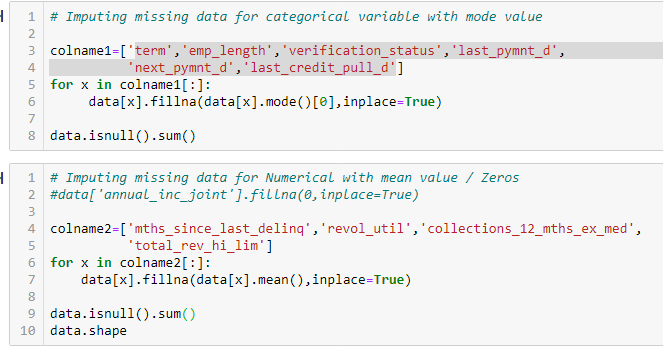 1 # Imputing missing data for categorical variable with mode value
2
3 colname1=['term','emp_length','verification_status','last_pymnt_d',
4 'next_pymnt_d','last_credit_pull_d']
5 for x in colname1[:]:
6 data[x].fillna(data[x].mode()[0],inplace=True)
7
8 data.isnull().sum()
1 # Imputing missing data for Numerical with mean value / Zeros
2 #data['annual_inc_joint'].fillna(0,inplace=True)
3
4 colname2=['mths_since_last_delinq','revol_util','collections_12_mths_ex_med',
5 'total_rev_hi_lim']
6 for x in colname2[:]:
7 data[x].fillna(data[x].mean(),inplace=True)
8
9 data.isnull().sum()
10 data.shape